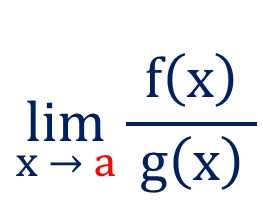 lim f(x)
x → a g(x)